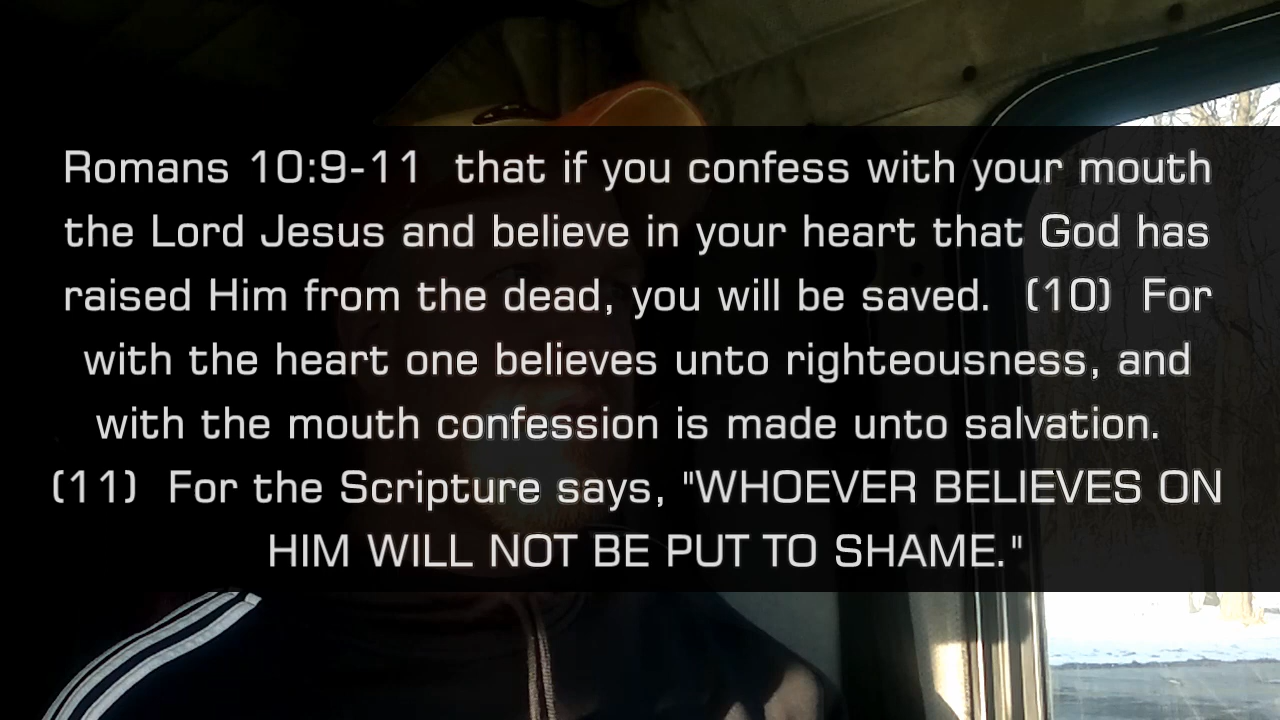 Romans 10:9-11  that if you confess with your mouth
the Lord Jesus and believe in your heart that God has
raised Him from the dead, you will be saved.  (10)  For
with the heart one believes unto righteousness, and
with the mouth confession is made unto salvation.
(11)  For the Scripture says, "WHOEVER BELIEVES ON
HIM WILL NOT BE PUT TO SHAME."